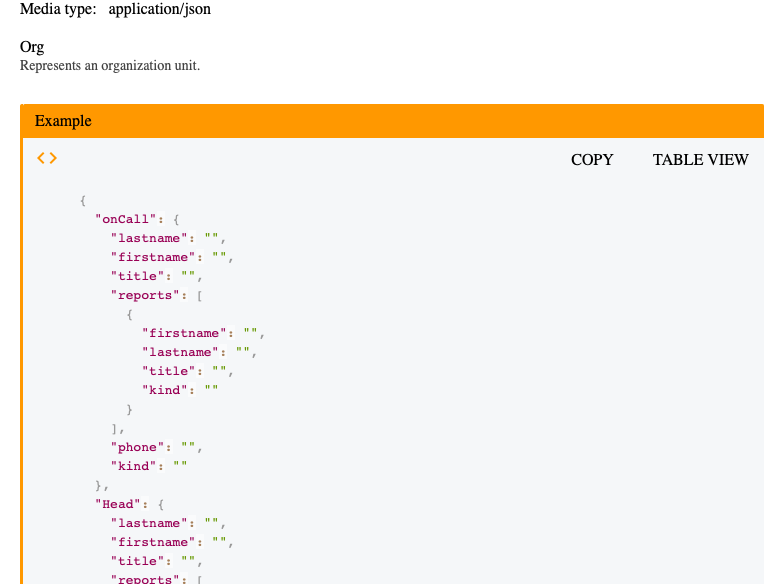 Media type: application/json
Org
Represents an organization unit.
Example
<> COPY TABLE VIEW
{
"onCall": {
"lastname": "",
"firstname": "",
"title": "",
"reports": [
{
"firstname": "",
"lastname": "",
"title": "",
"kind": ""
}
],
"phone": "",
"kind": ""
},
"Head": {
"lastname": "",
"firstname": "",
"title": "",
"reports": [